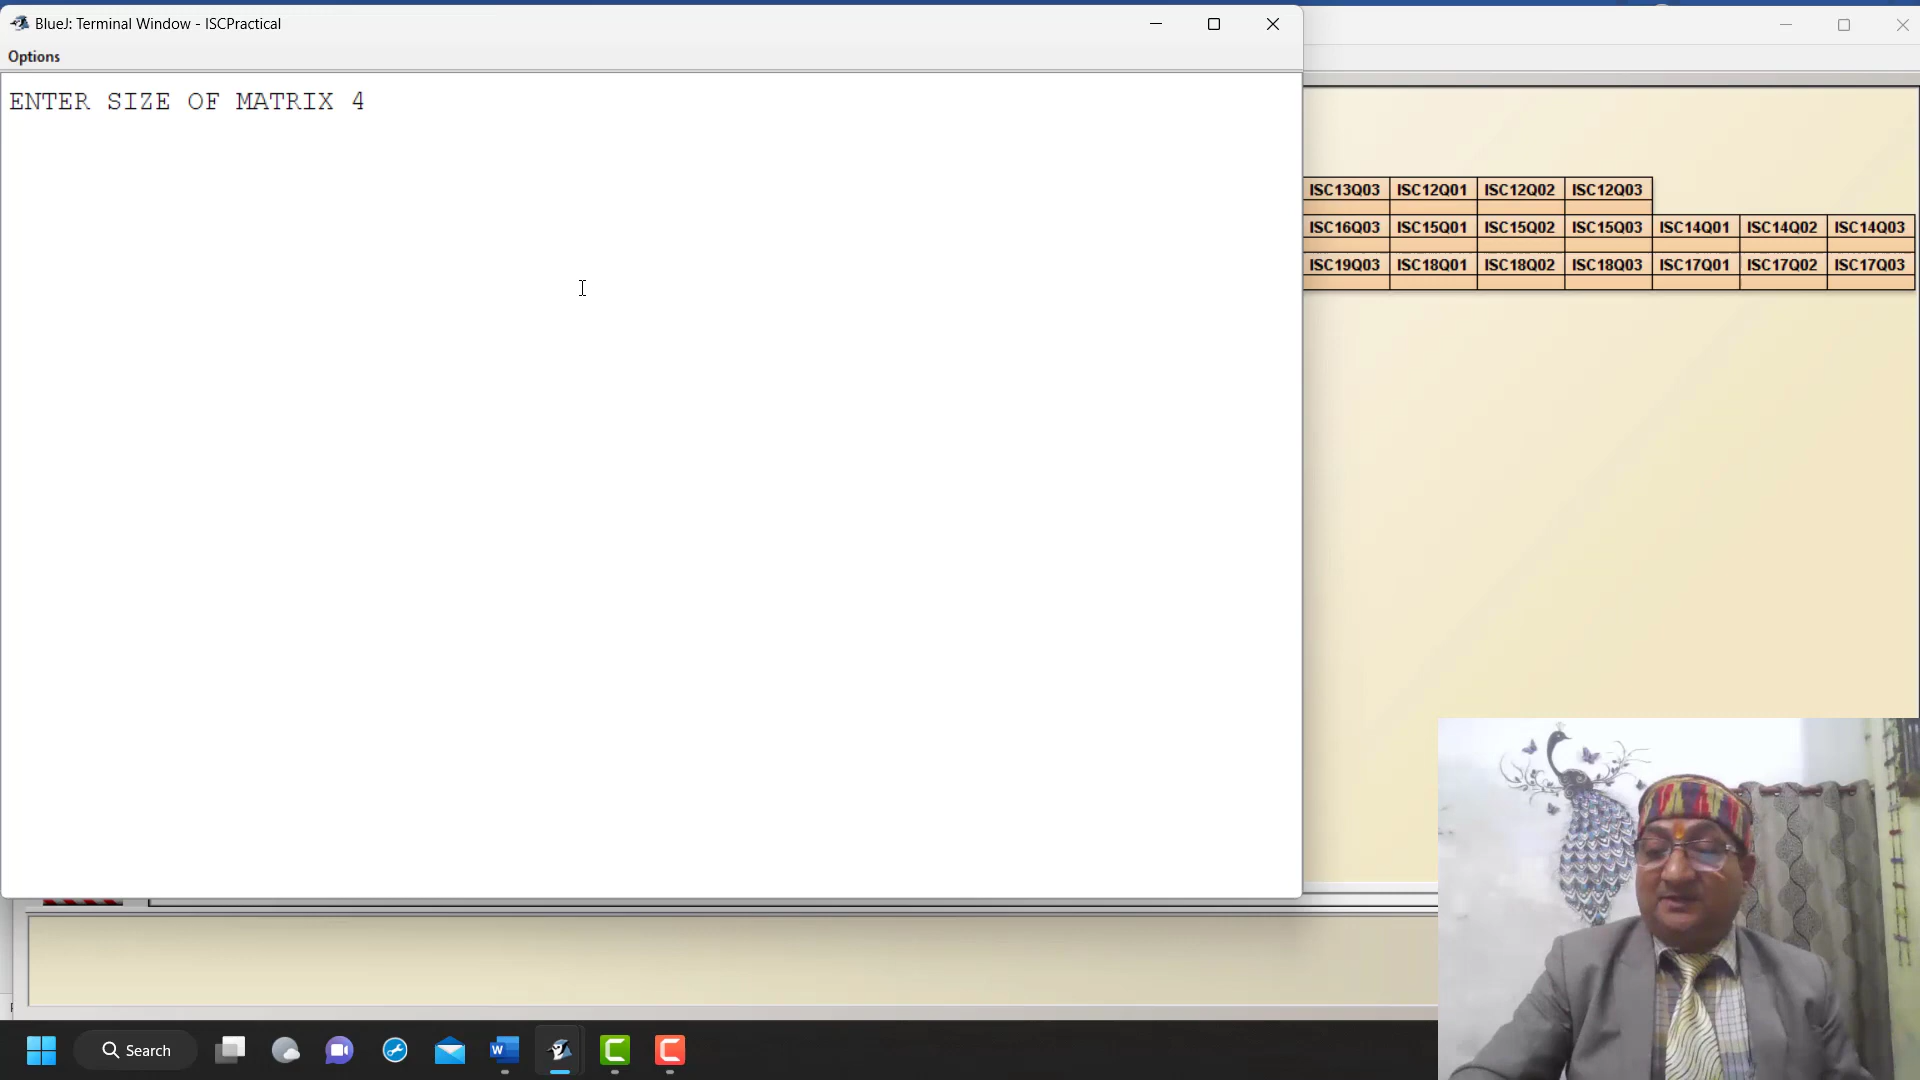 BlueJ: Terminal Window - ISCPractical
Options
ENTER SIZE OF MATRIX 4
ISC13Q03 ISC12Q01 ISC12Q02 ISC12Q03
ISC16Q03 ISC15Q01 ISC15Q02 ISC15Q03 ISC14Q01 ISC14Q02 ISC14Q03
ISC19Q03 ISC18Q01 ISC18Q02 ISC18Q03 ISC17Q01 ISC17Q02 ISC17Q03
Search